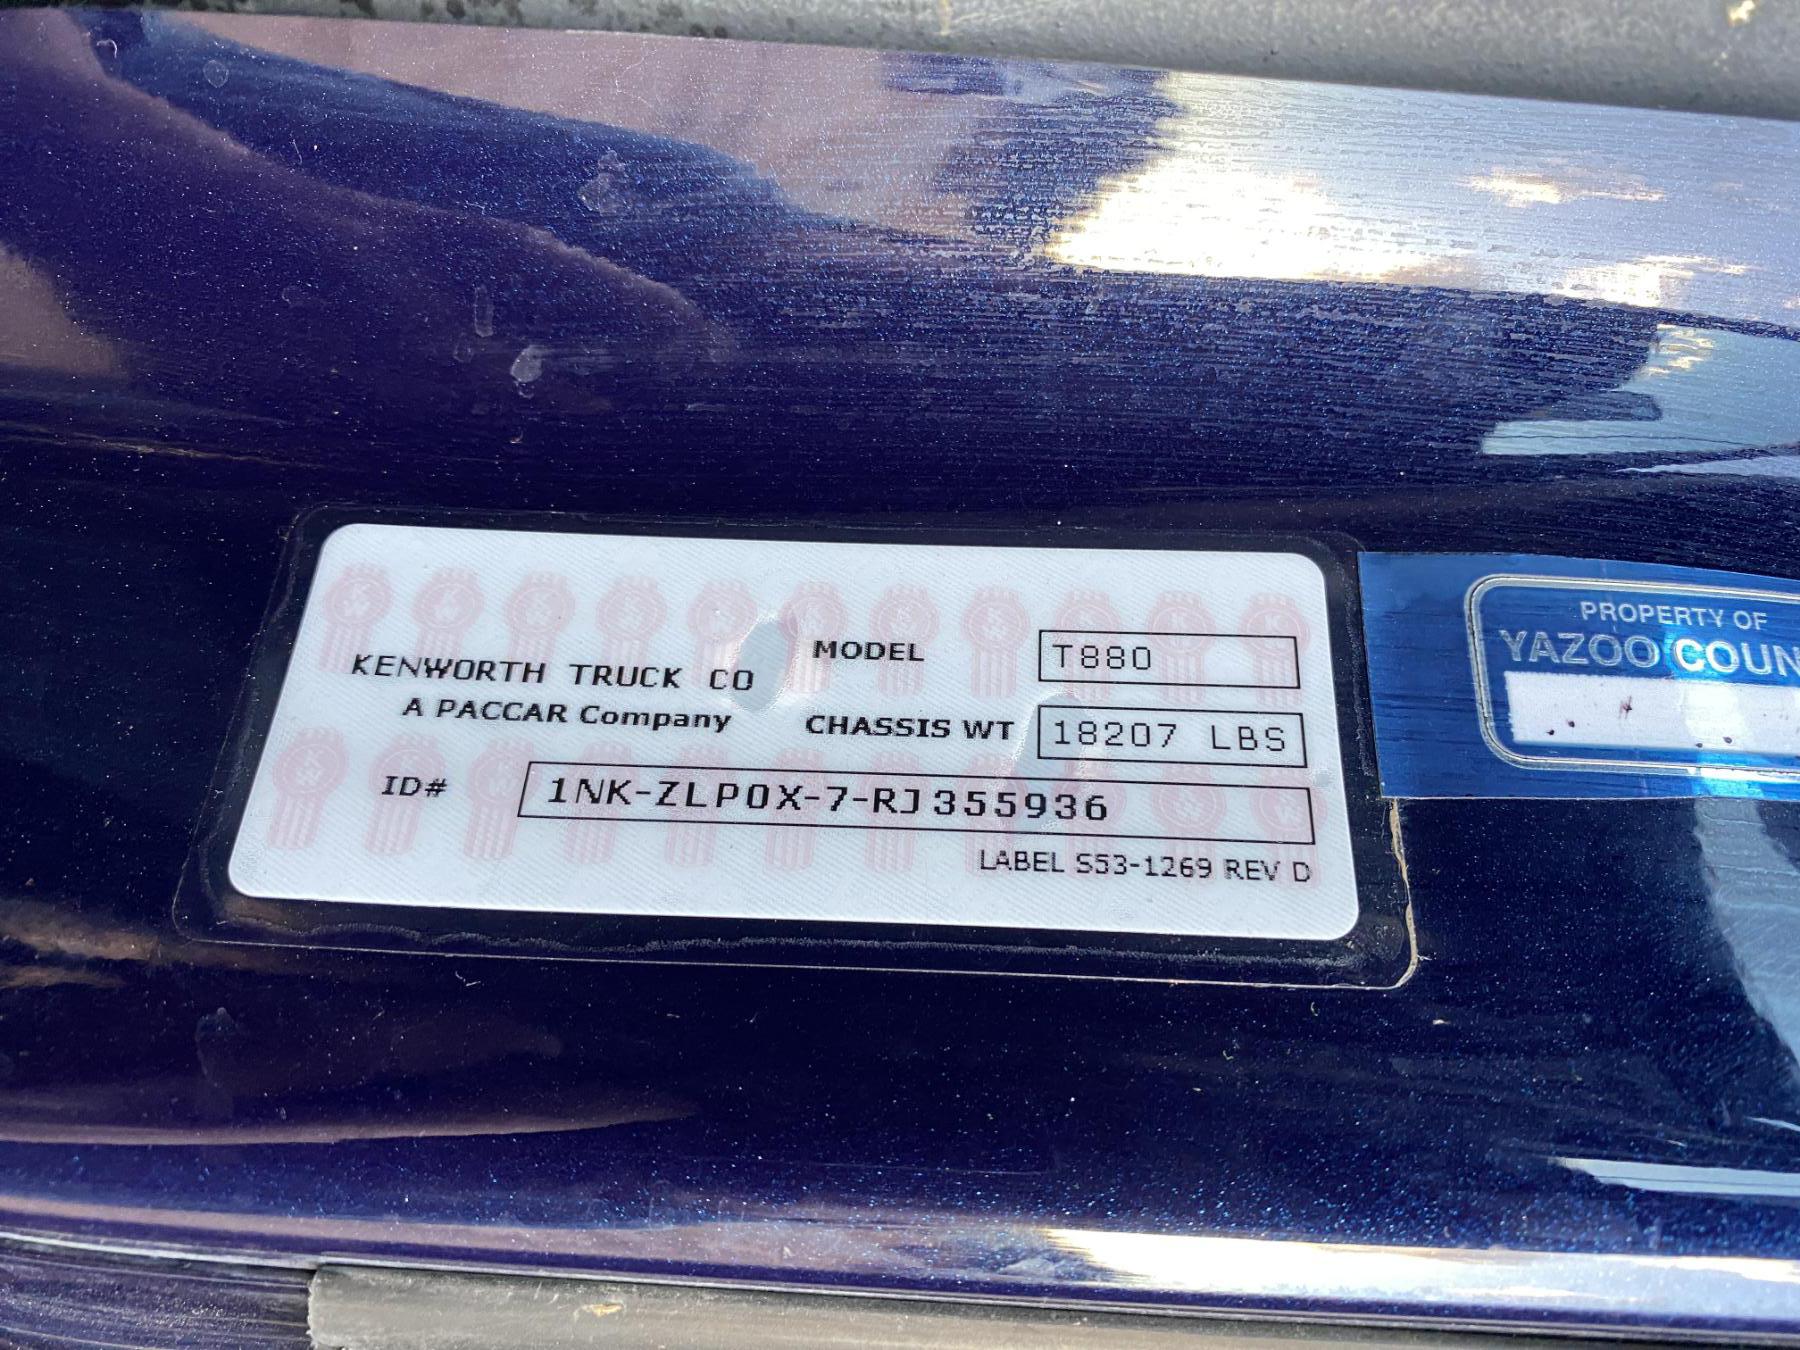 KENWORTH TRUCK CO
A PACCAR Company
MODEL T880
CHASSIS WT 18207 LBS
ID# 1NK-ZLP0X-7-RJ355936
LABEL S53-1269 REV D
PROPERTY OF
YAZOO COUN